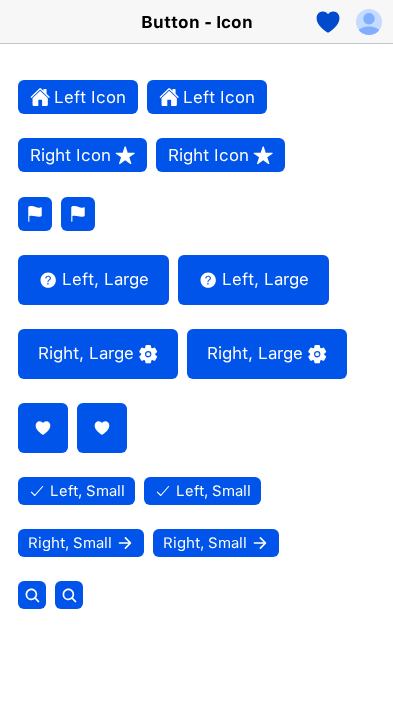 Button - Icon
Left Icon Left Icon
Right Icon Right Icon
Left, Large Left, Large
Right, Large Right, Large
Left, Small Left, Small
Right, Small Right, Small